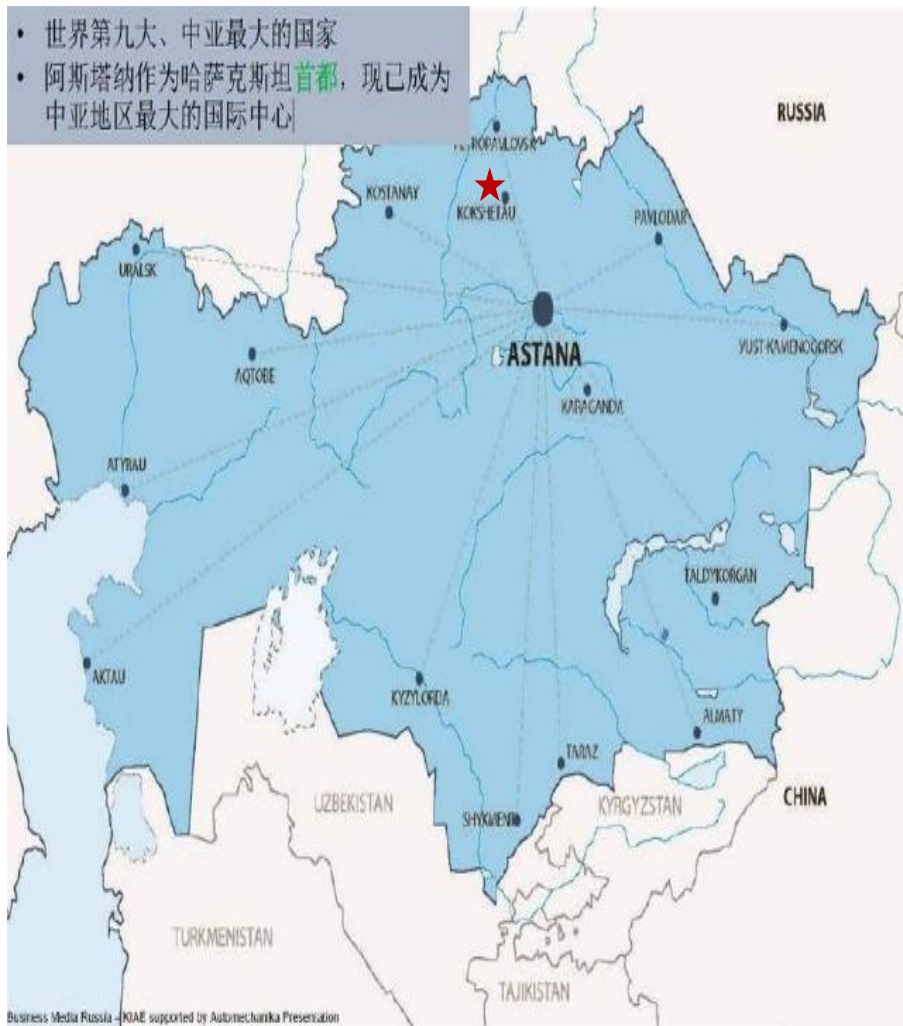 • 世界第九大、中亚最大的国家
• 阿斯塔纳作为哈萨克斯坦首都，现已成为
中亚地区最大的国际中心
RUSSIA
PETROPAVLOVSK
KOSTANAY
KOKSHETAU
PAVLODAR
URALSK
YUST-KAMENOGORSK
ASTANA
AQTOBE
KARAGANDA
ATYRAU
TALDYKORGAN
AKTAU
KYZYLORDA
ALMATY
TARAZ
CHINA
UZBEKISTAN
KYRGYZSTAN
SHYKMENT
TURKMENISTAN
TAJIKISTAN
Business Media Russia – KIAE supported by Automechanika Presentation